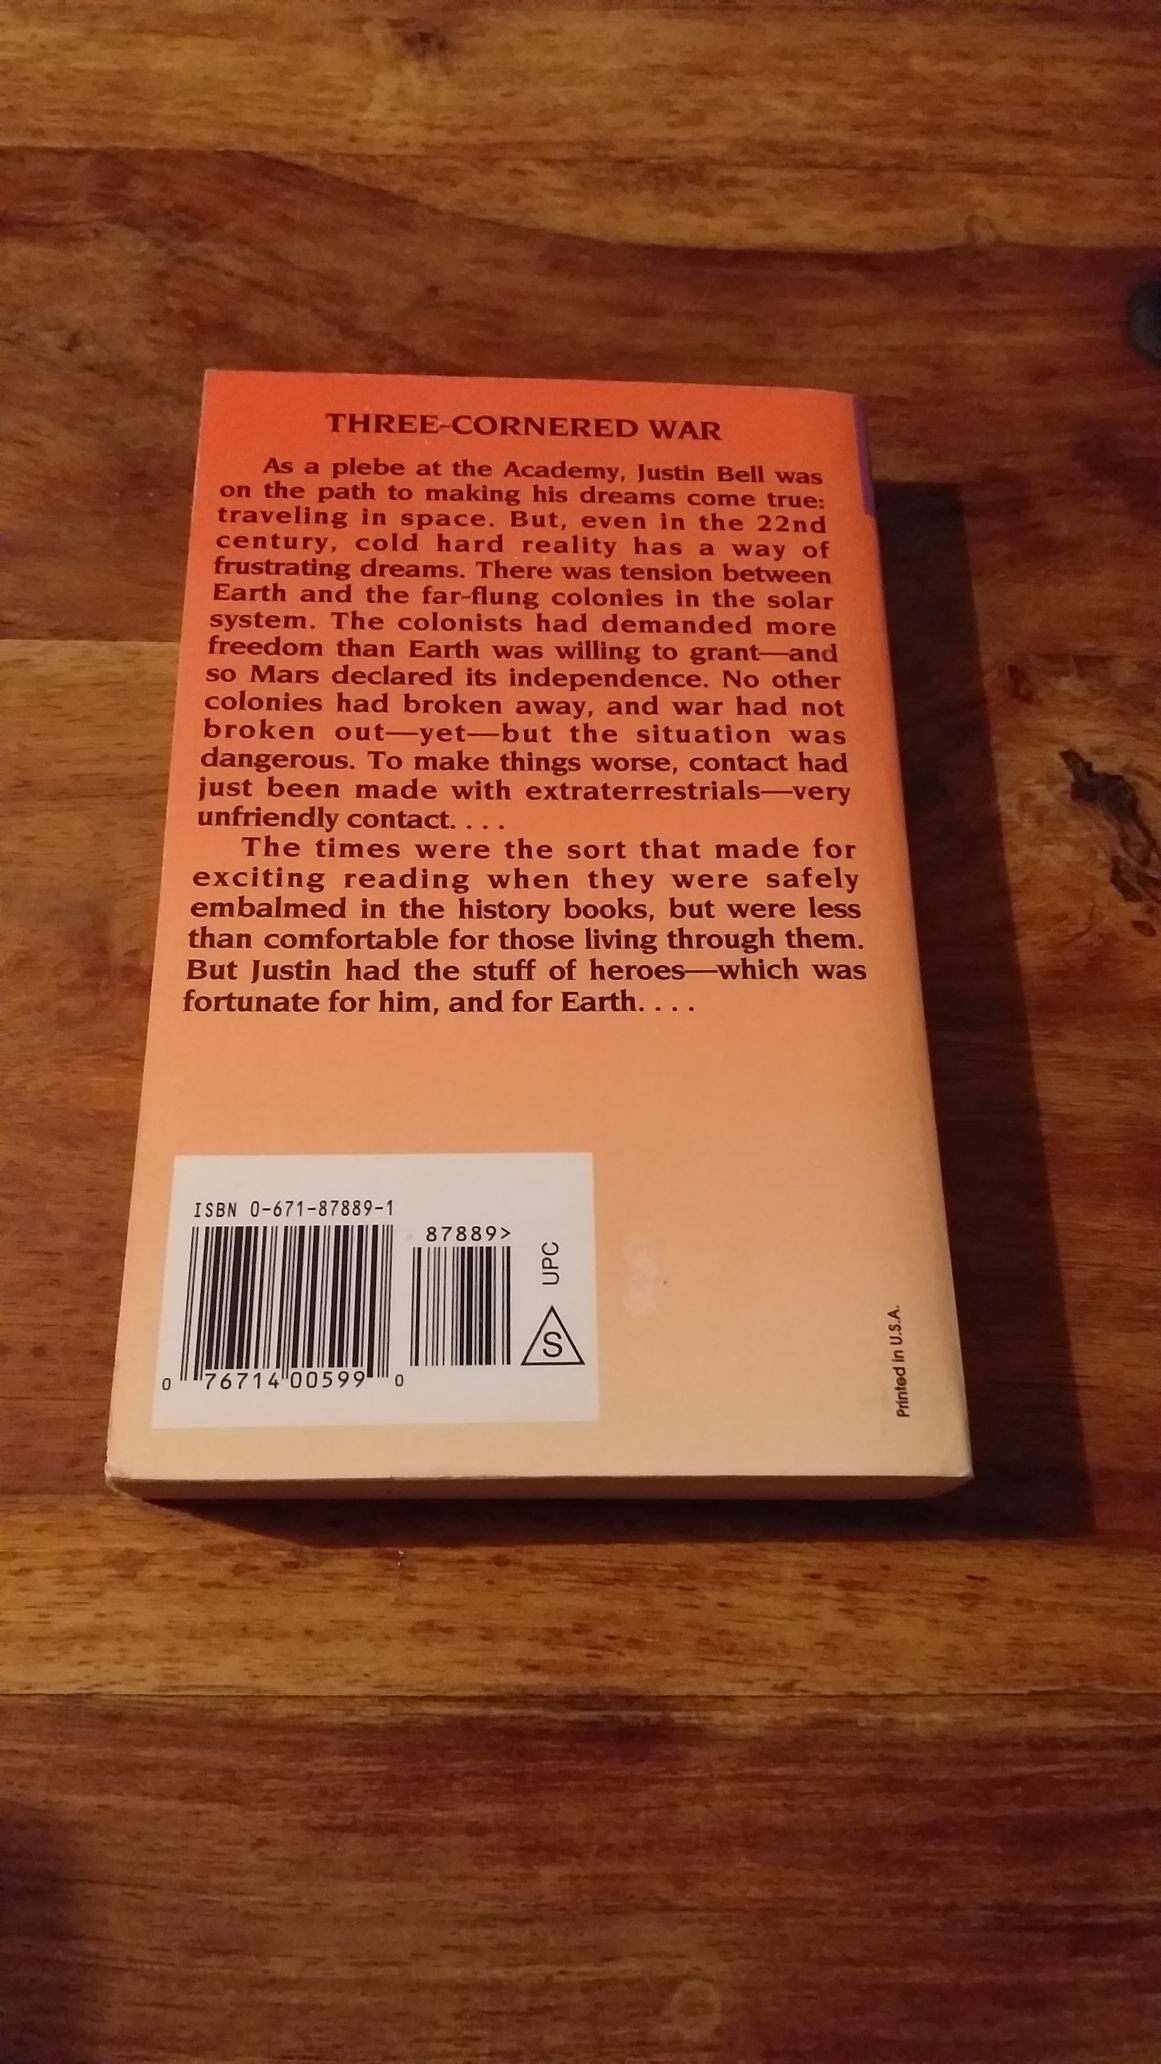 THREE-CORNERED WAR
As a plebe at the Academy, Justin Bell was
on the path to making his dreams come true:
traveling in space. But, even in the 22nd
century, cold hard reality has a way of
frustrating dreams. There was tension between
Earth and the far-flung colonies in the solar
system. The colonists had demanded more
freedom than Earth was willing to grant—and
so Mars declared its independence. No other
colonies had broken away, and war had not
broken out—yet—but the situation was
dangerous. To make things worse, contact had
just been made with extraterrestrials—very
unfriendly contact. . . .
The times were the sort that made for
exciting reading when they were safely
embalmed in the history books, but were less
than comfortable for those living through them.
But Justin had the stuff of heroes—which was
fortunate for him, and for Earth. . . .
ISBN 0-671-87889-1
87889>
UPC
S
0 76714 00599 0
Printed in U.S.A.